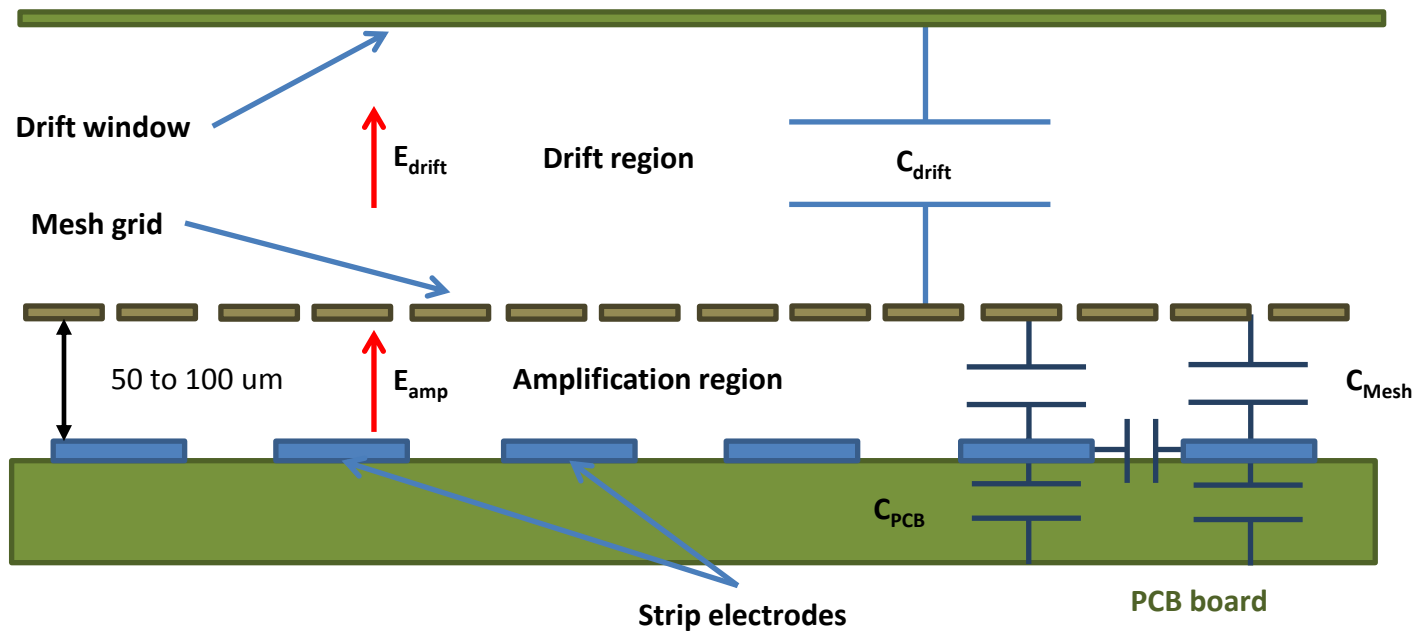 Drift window
E_drift
Drift region
C_drift
Mesh grid
50 to 100 um
E_amp
Amplification region
C_Mesh
C_PCB
Strip electrodes
PCB board